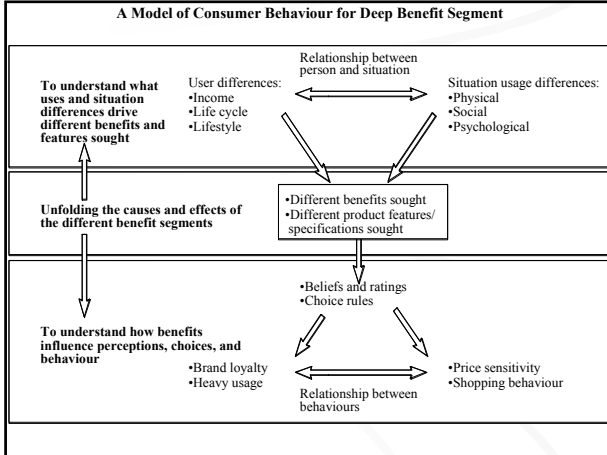 A Model of Consumer Behaviour for Deep Benefit Segment
Relationship between
person and situation
To understand what
uses and situation
differences drive
different benefits and
features sought
User differences:
•Income
•Life cycle
•Lifestyle
Situation usage differences:
•Physical
•Social
•Psychological
Unfolding the causes and effects of
the different benefit segments
•Different benefits sought
•Different product features/
specifications sought
•Beliefs and ratings
•Choice rules
To understand how benefits
influence perceptions, choices, and
behaviour
•Brand loyalty
•Heavy usage
Relationship between
behaviours
•Price sensitivity
•Shopping behaviour